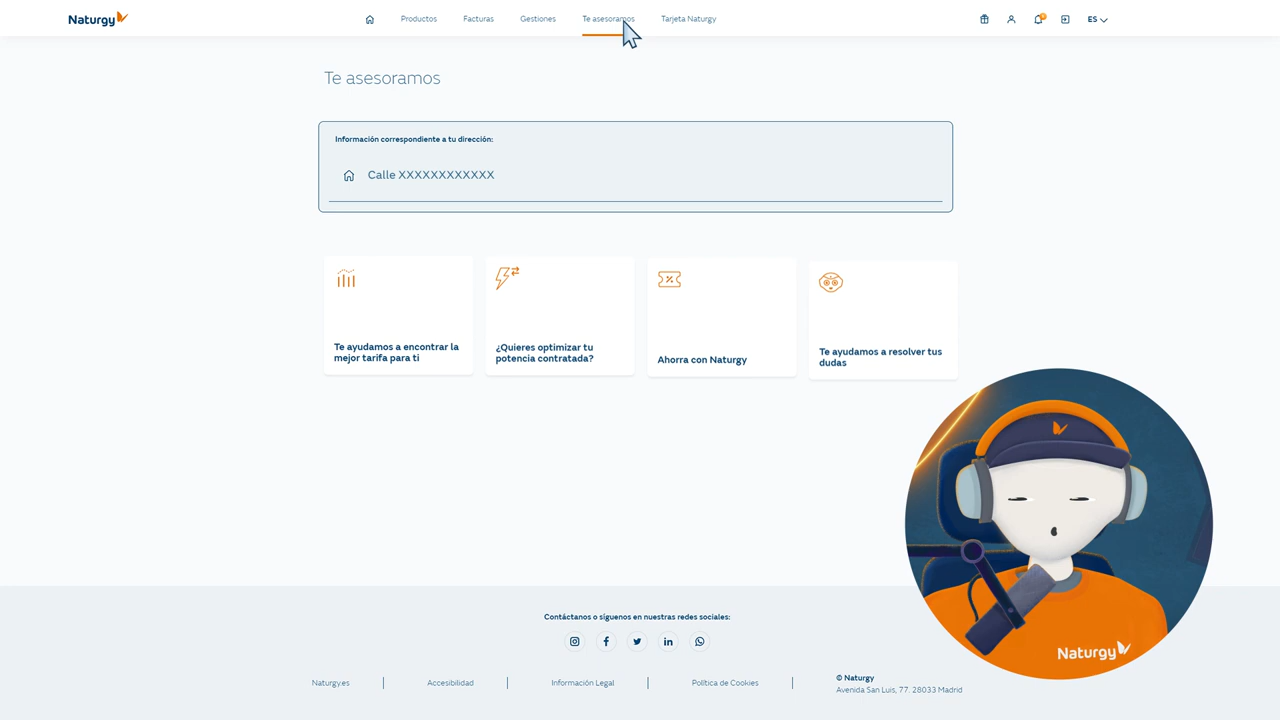 Naturgy
Productos
Facturas
Gestiones
Te asesoramos
Tarjeta Naturgy
ES
Te asesoramos
Información correspondiente a tu dirección:
Calle XXXXXXXXXXXX
Te ayudamos a encontrar la
mejor tarifa para ti
¿Quieres optimizar tu
potencia contratada?
Ahorra con Naturgy
Te ayudamos a resolver tus
dudas
Naturgy
Contáctanos o síguenos en nuestras redes sociales:
Naturgy.es
Accesibilidad
Información Legal
Política de Cookies
© Naturgy
Avenida San Luis, 77. 28033 Madrid